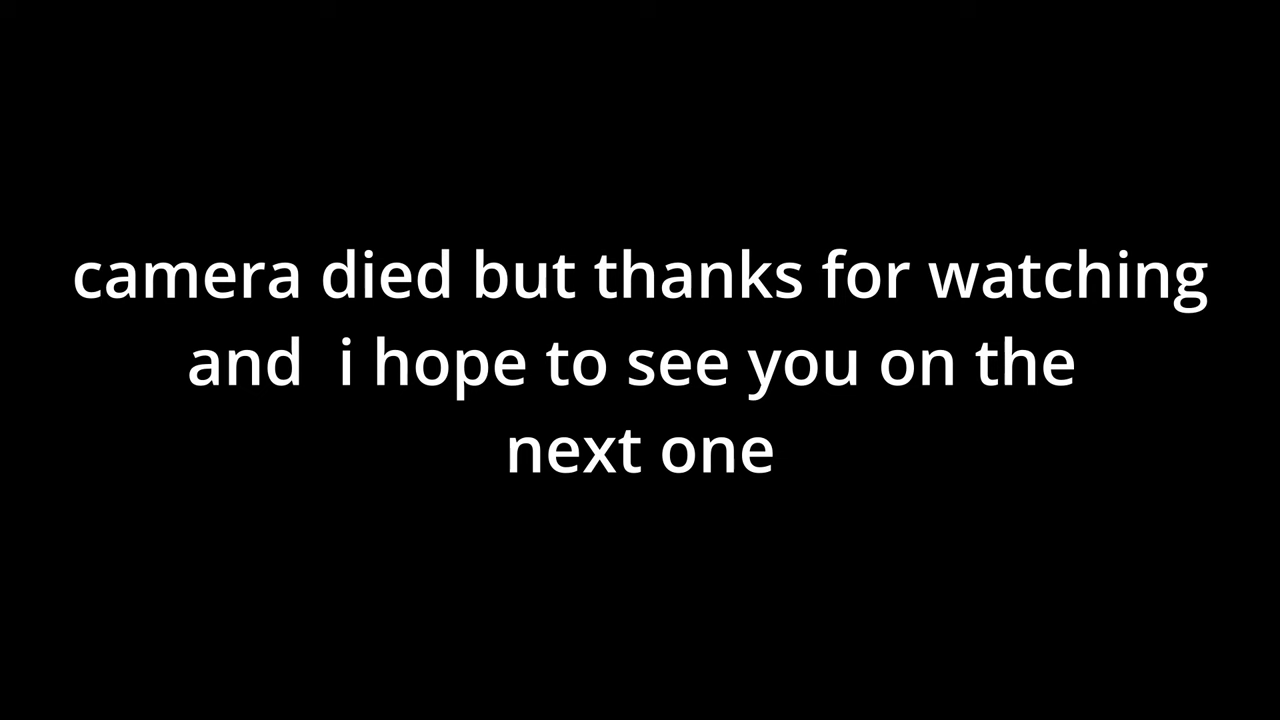 camera died but thanks for watching
and  i hope to see you on the
next one